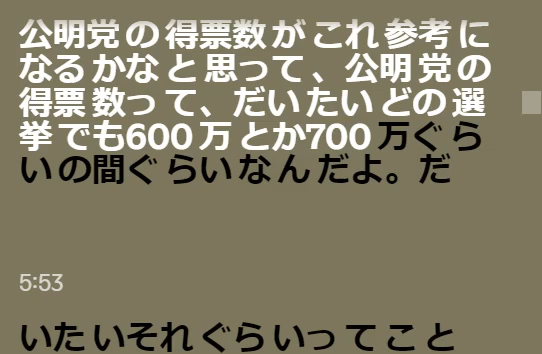 公明党の得票数がこれ参考に
なるかなと思って、公明党の
得票数って、だいたいどの選
挙でも600万とか700万ぐら
いの間ぐらいなんだよ。だ
5:53
いたいそれぐらいってこと